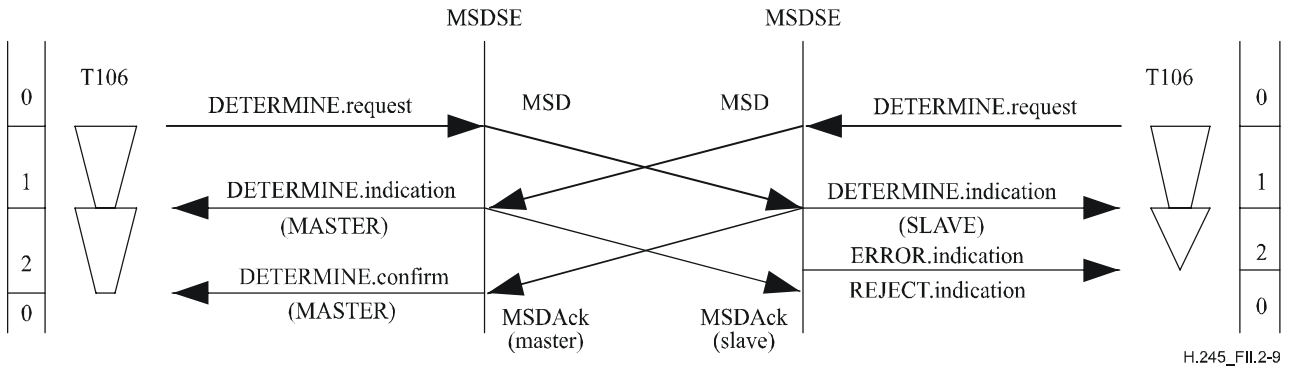 MSDSE MSDSE
T106 T106
0 0
DETERMINE.request MSD MSD DETERMINE.request
1 DETERMINE.indication DETERMINE.indication 1
(MASTER) (SLAVE)
2 ERROR.indication 2
DETERMINE.confirm
REJECT.indication
0 (MASTER) 0
MSDAck MSDAck
(master) (slave)
H.245_FII.2-9